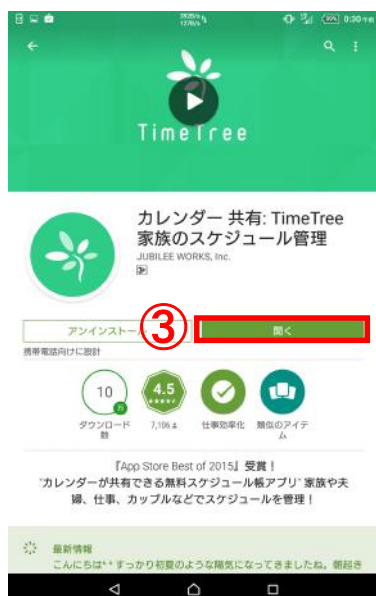 0:30
TimeTree
カレンダー 共有: TimeTree
家族のスケジュール管理
JUBILEE WORKS, Inc.
アンインストール
③
開く
携帯電話向けに設計
10
万
4.5
ダウンロード
数
7,106
仕事効率化
類似のアイテ
ム
『App Store Best of 2015』受賞！
"カレンダーが共有できる無料スケジュール帳アプリ" 家族や夫
婦、仕事、カップルなどでスケジュールを管理！
最新情報
こんにちは** すっかり初夏のような陽気になってきましたね。朝起き